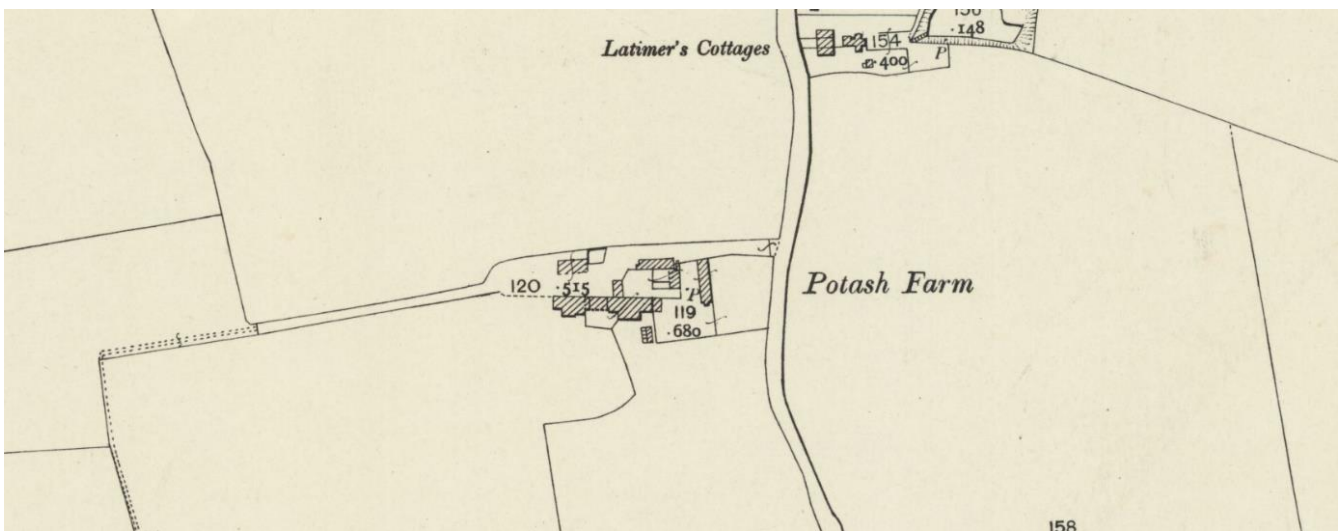 156
·148
Latimer's Cottages
154
P
·400
120
·515
P
119
·680
Potash Farm
158